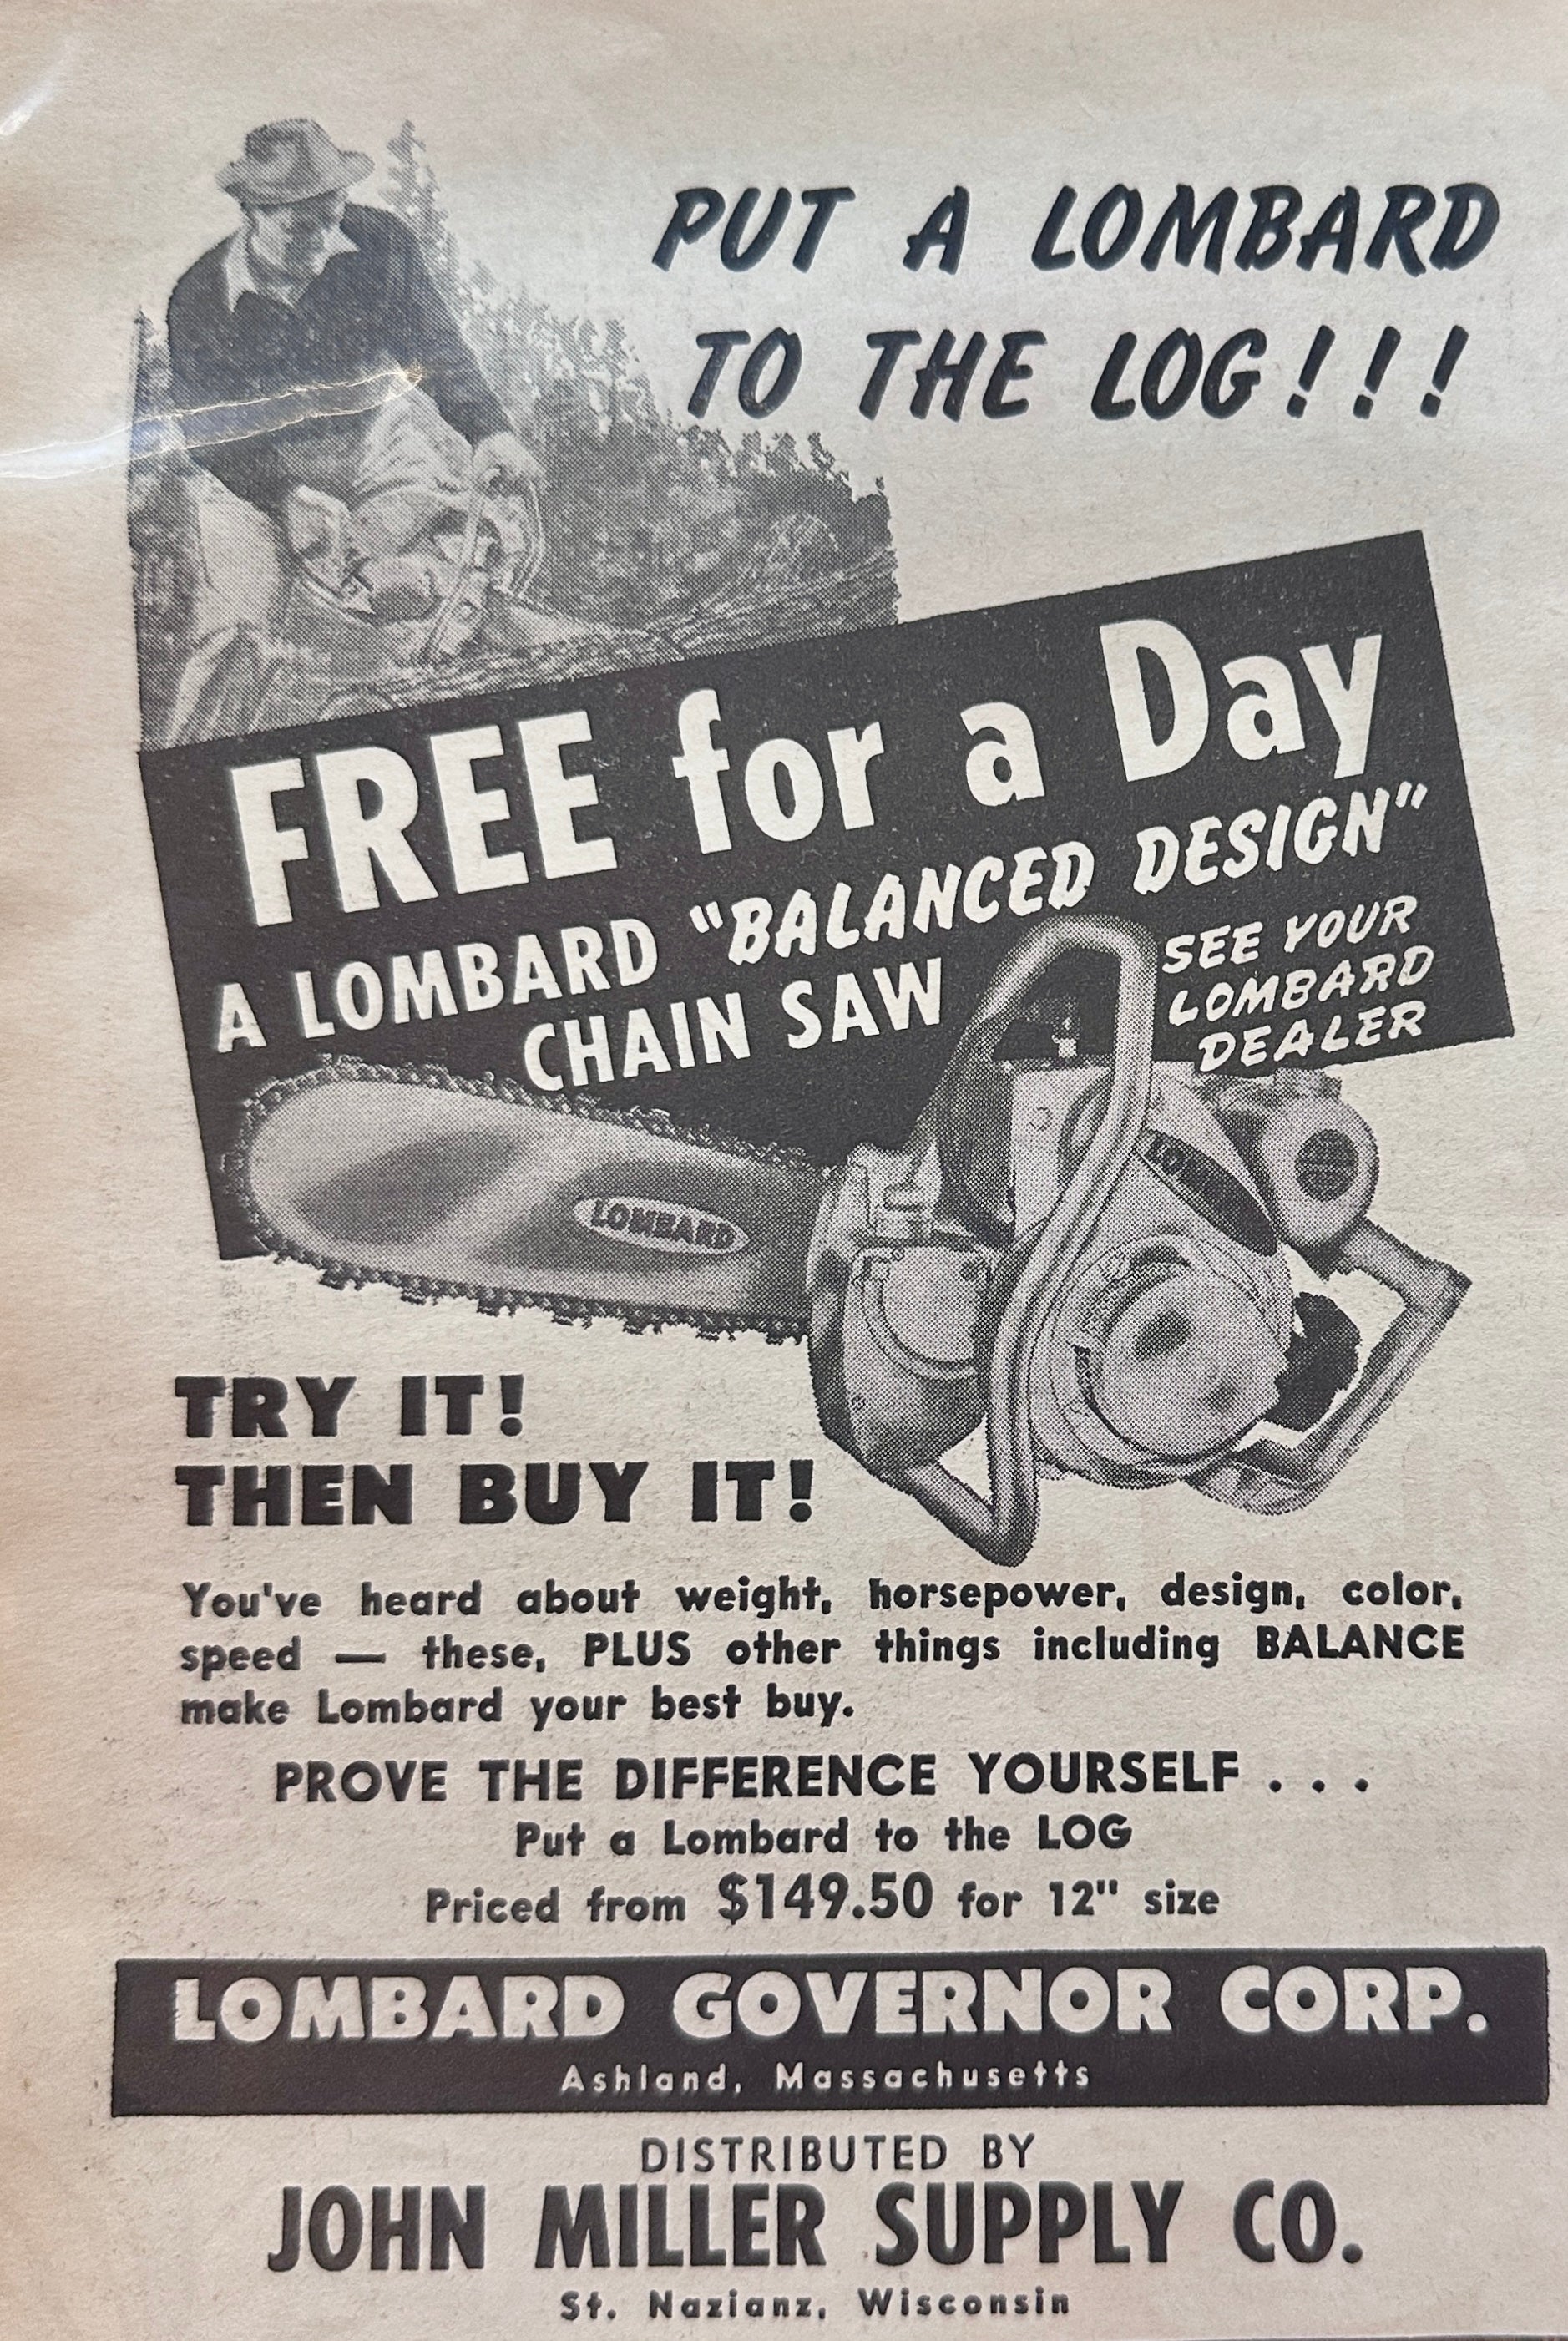 PUT A LOMBARD
TO THE LOG!!!
FREE for a Day
A LOMBARD "BALANCED DESIGN"
CHAIN SAW
SEE YOUR
LOMBARD
DEALER
LOMBARD
TRY IT!
THEN BUY IT!
You've heard about weight, horsepower, design, color,
speed — these, PLUS other things including BALANCE
make Lombard your best buy.
PROVE THE DIFFERENCE YOURSELF . . .
Put a Lombard to the LOG
Priced from $149.50 for 12" size
LOMBARD GOVERNOR CORP.
Ashland, Massachusetts
DISTRIBUTED BY
JOHN MILLER SUPPLY CO.
St. Nazianz, Wisconsin